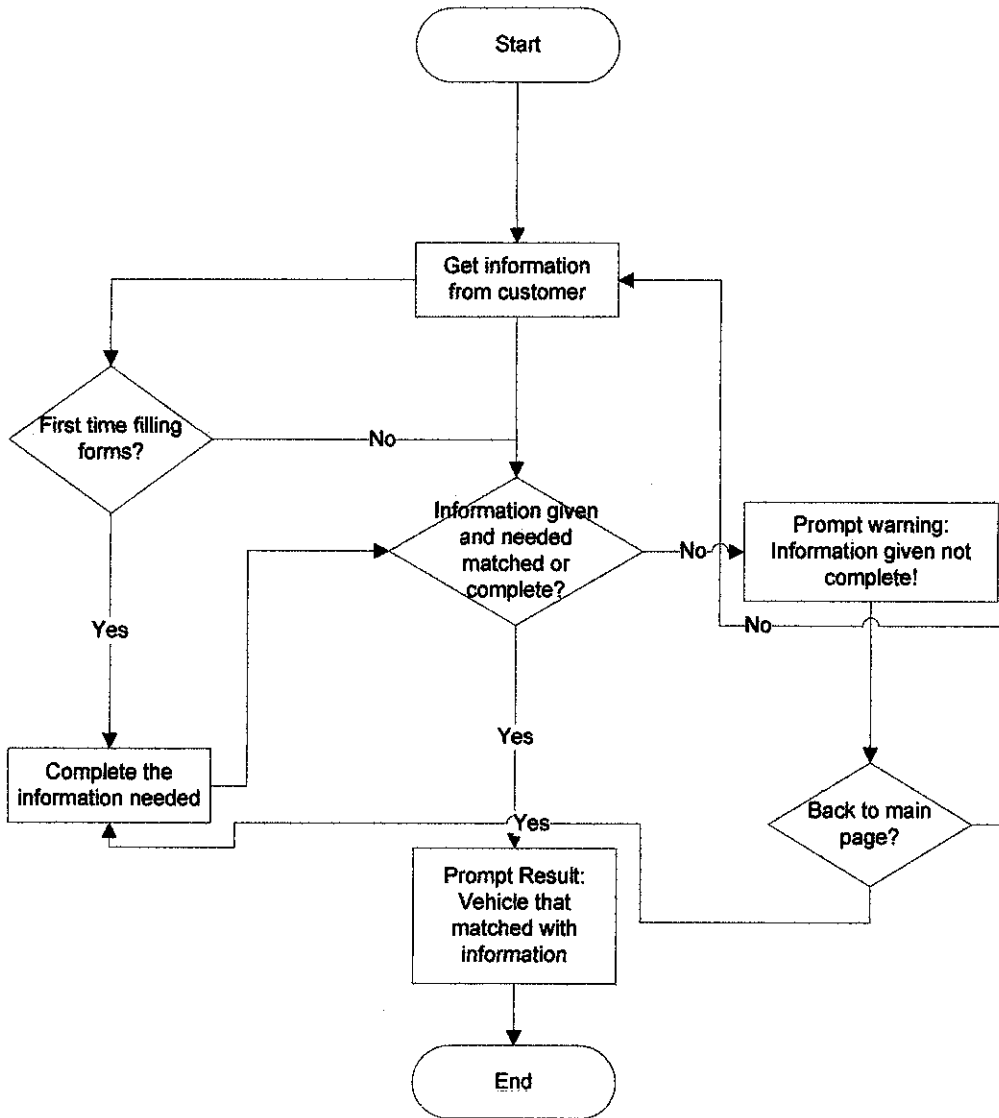 Start
Get information
from customer
First time filling
forms?
No
Information given
and needed
matched or
complete?
No
Prompt warning:
Information given not
complete!
Yes
No
Yes
Complete the
information needed
Back to main
page?
Yes
Prompt Result:
Vehicle that
matched with
information
End